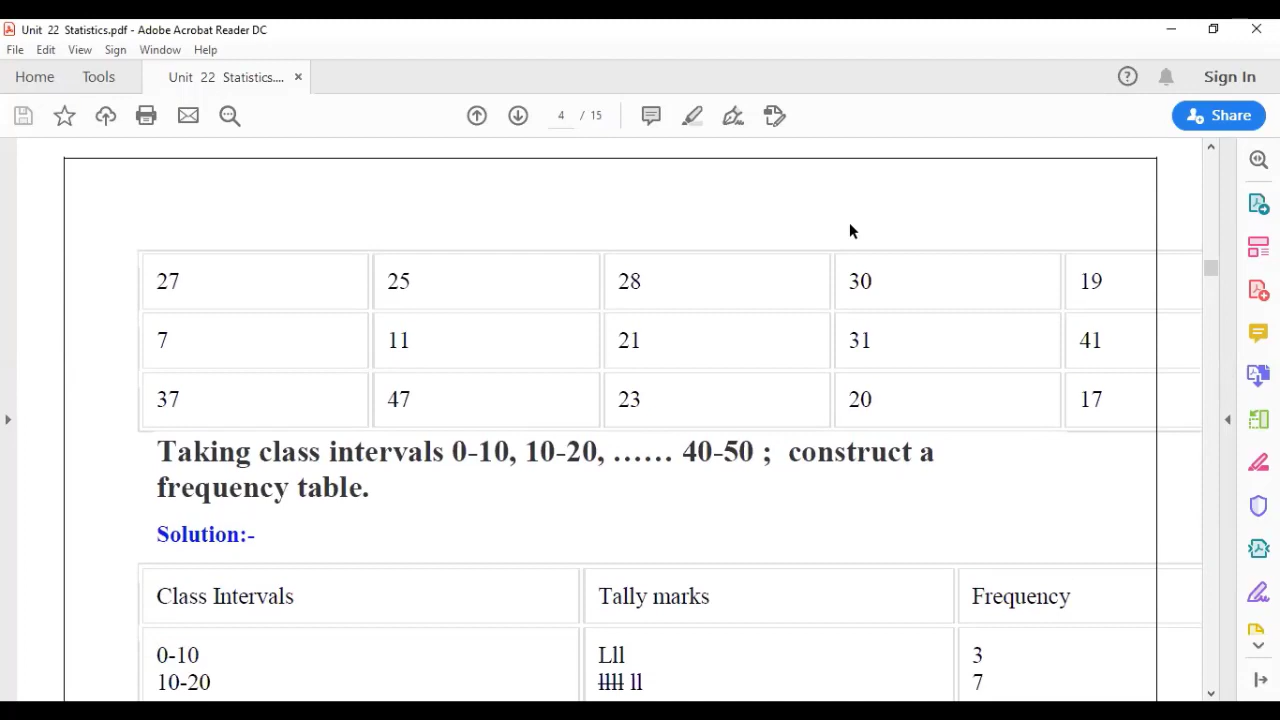 Unit 22 Statistics.pdf - Adobe Acrobat Reader DC
File Edit View Sign Window Help
Home Tools Unit 22 Statistics.... × Sign In
4 / 15 Share
27 25 28 30 19
7 11 21 31 41
37 47 23 20 17
Taking class intervals 0-10, 10-20, …… 40-50 ; construct a
frequency table.
Solution:-
Class Intervals Tally marks Frequency
0-10 Lll 3
10-20 llll ll 7